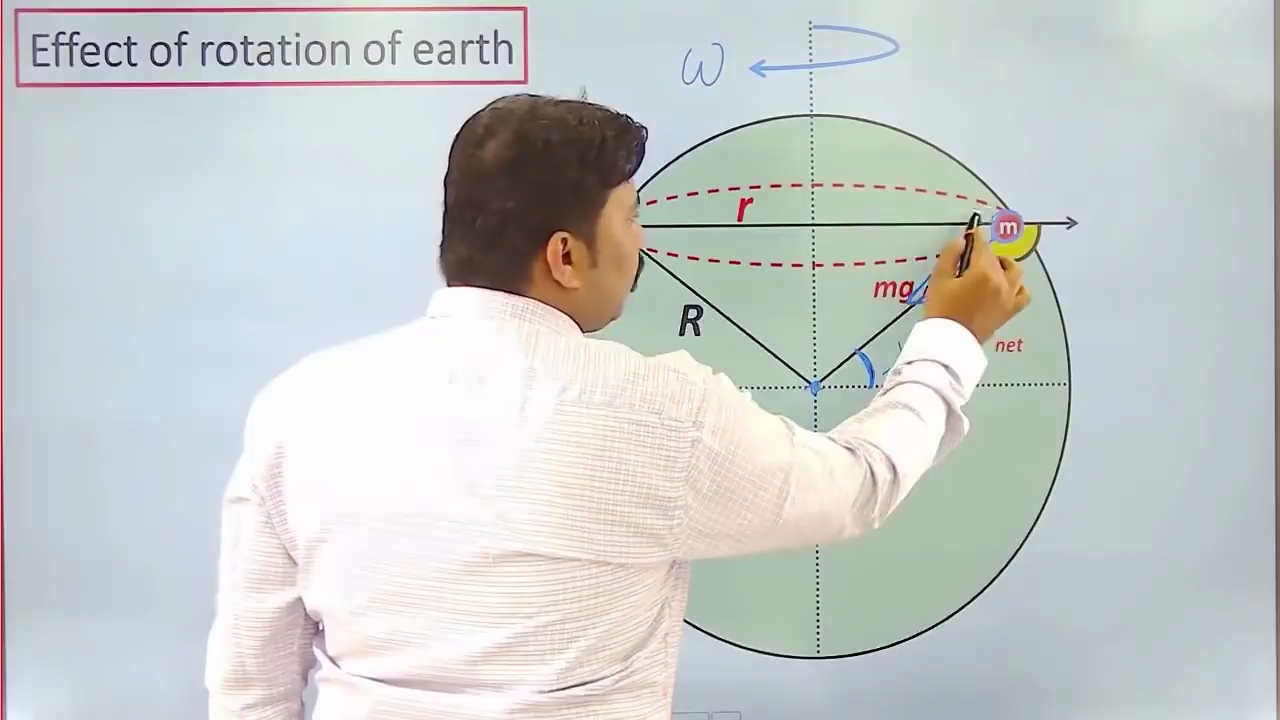 Effect of rotation of earth
ω
r
m
mg
R
net